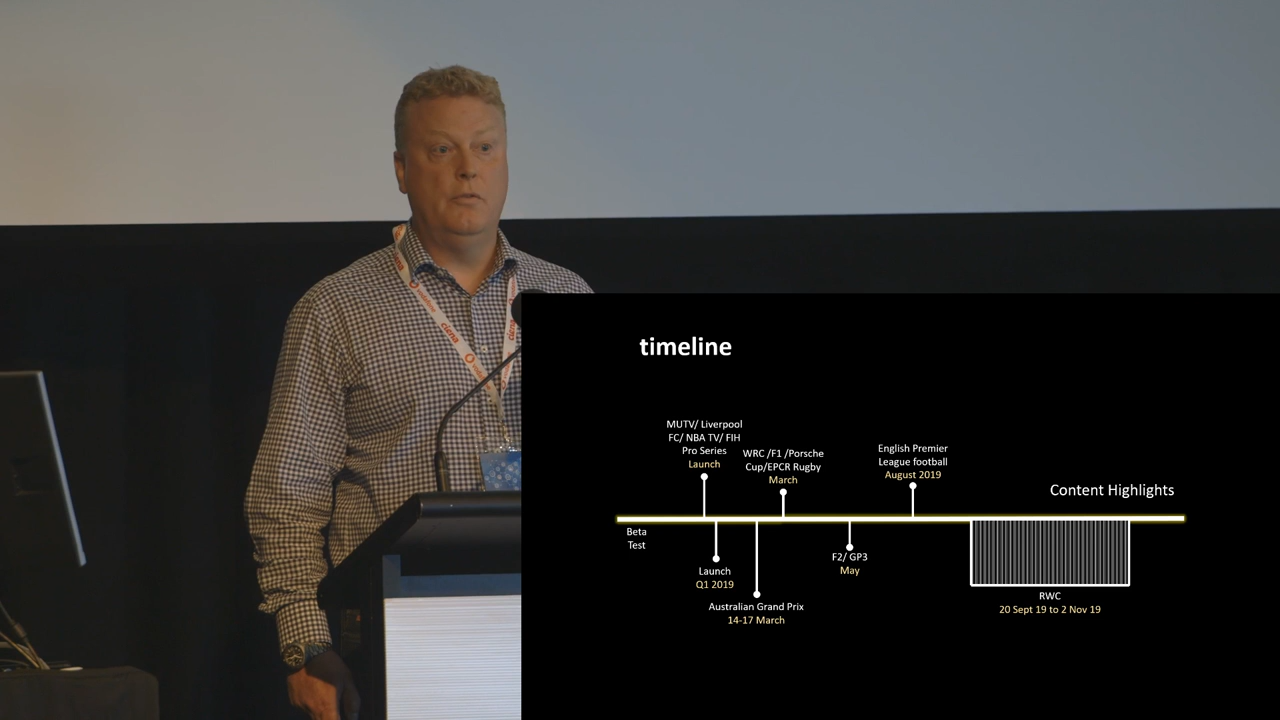 timeline
MUTV/ Liverpool
FC/ NBA TV/ FIH
Pro Series
Launch
WRC /F1 /Porsche
Cup/EPCR Rugby
March
English Premier
League football
August 2019
Content Highlights
Beta
Test
Launch
Q1 2019
Australian Grand Prix
14-17 March
F2/ GP3
May
RWC
20 Sept 19 to 2 Nov 19
ciena